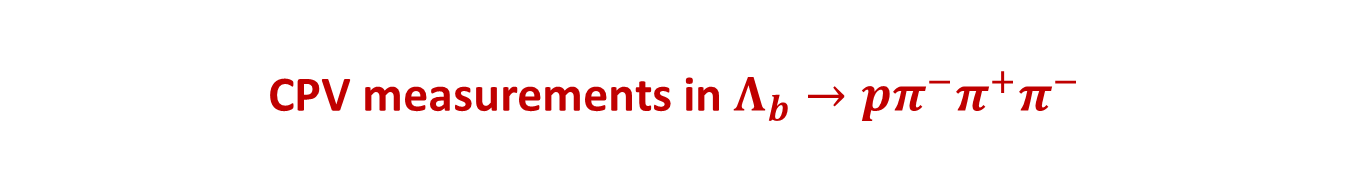 CPV measurements in Λ_b → pπ⁻π⁺π⁻